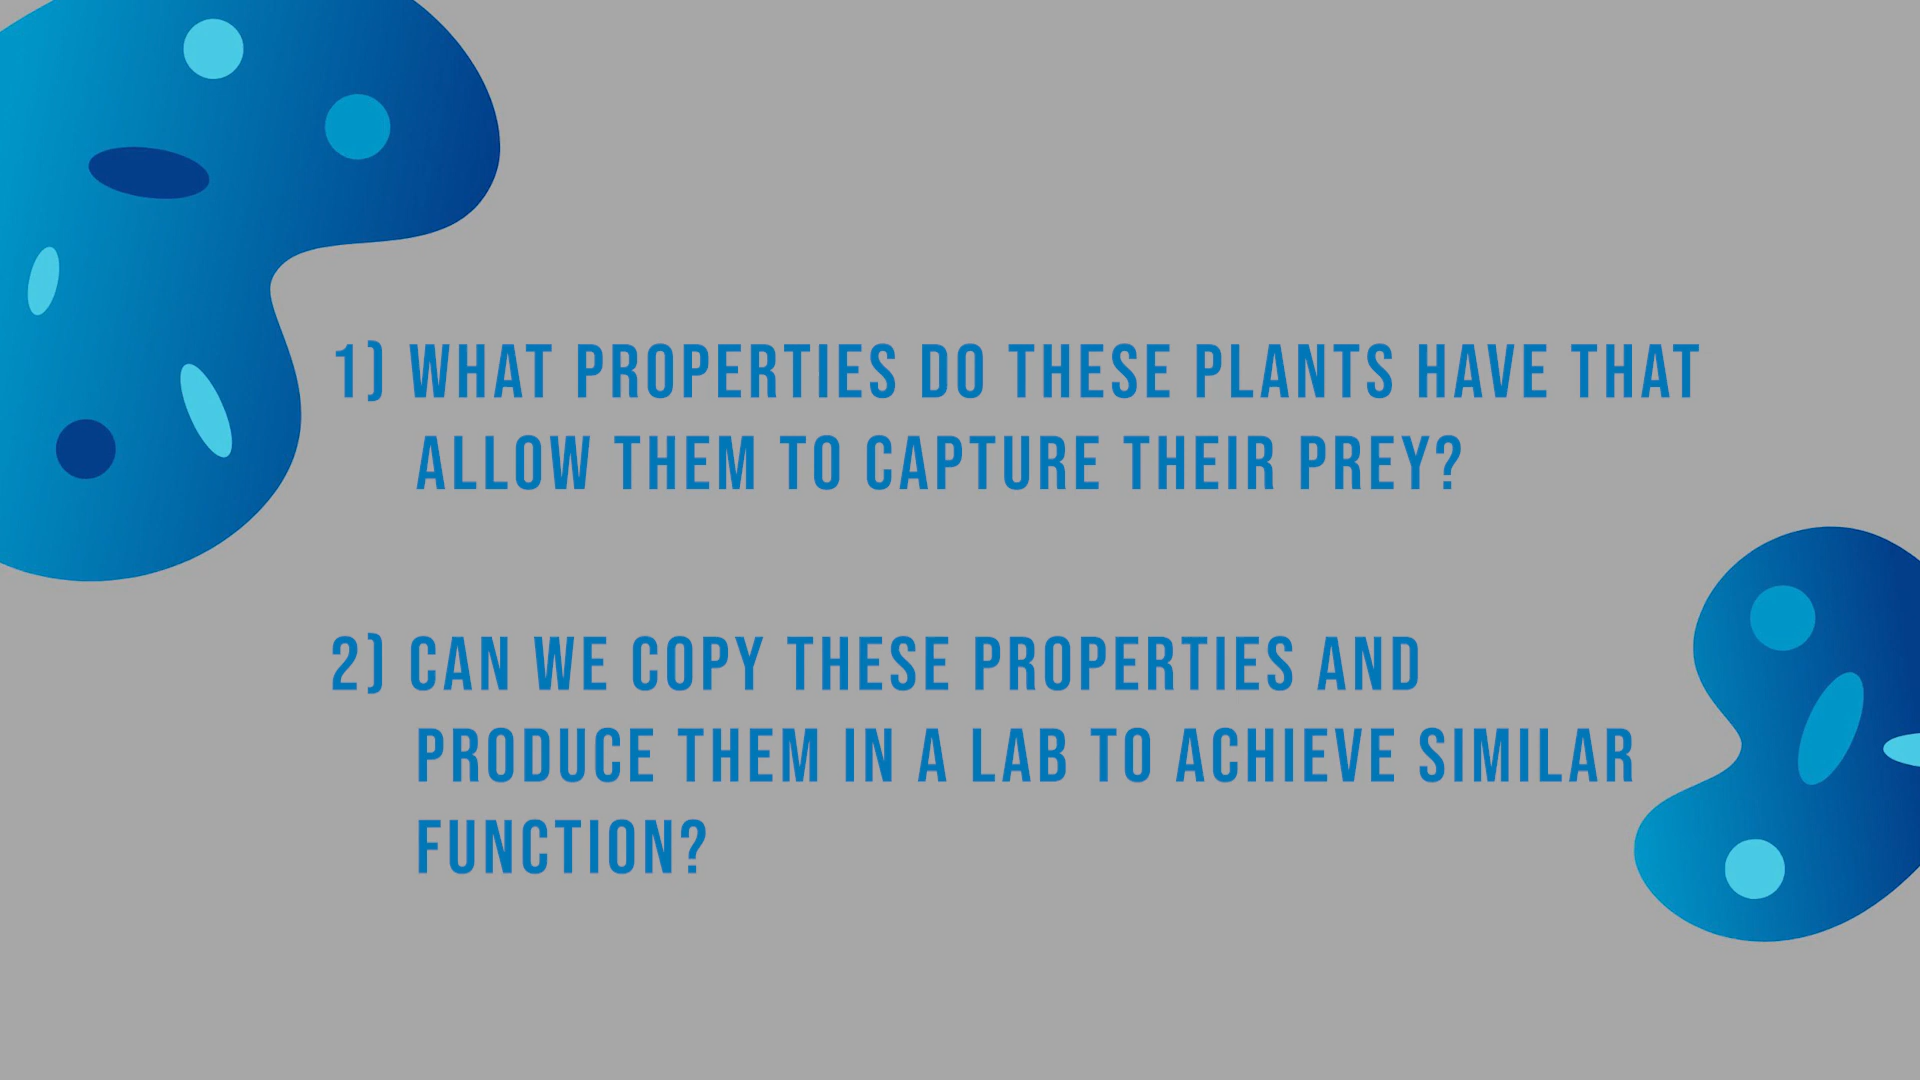 1) WHAT PROPERTIES DO THESE PLANTS HAVE THAT
ALLOW THEM TO CAPTURE THEIR PREY?
2) CAN WE COPY THESE PROPERTIES AND
PRODUCE THEM IN A LAB TO ACHIEVE SIMILAR
FUNCTION?